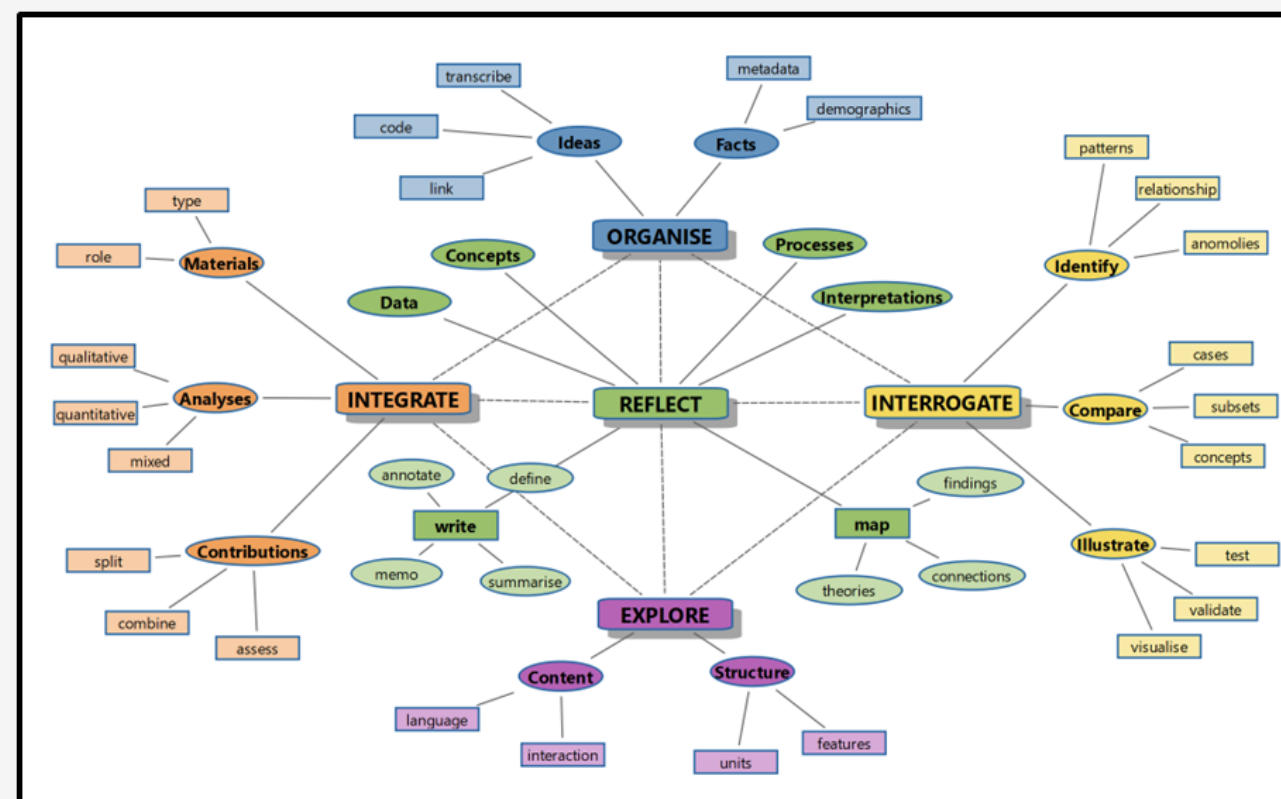 metadata
transcribe
demographics
code
Ideas
Facts
patterns
link
relationship
type
ORGANISE
Processes
anomolies
role
Materials
Concepts
Identify
Data
Interpretations
qualitative
cases
Analyses
INTEGRATE
REFLECT
INTERROGATE
Compare
subsets
quantitative
mixed
concepts
annotate
define
findings
write
map
Contributions
Illustrate
split
test
memo
summarise
theories
connections
combine
EXPLORE
validate
assess
visualise
Content
Structure
language
interaction
units
features